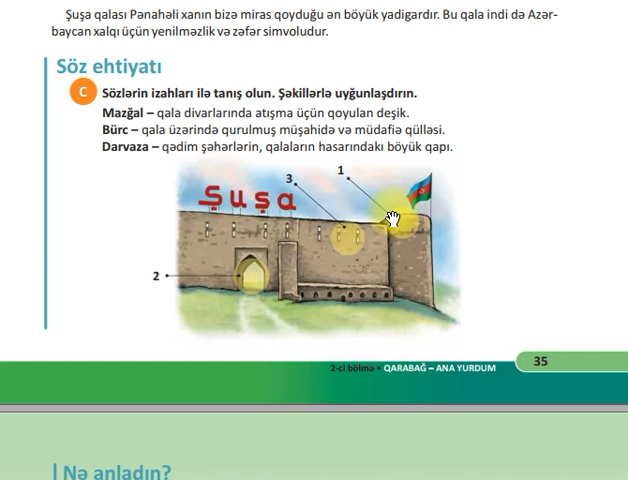 Şuşa qalası Pənahəli xanın bizə miras qoyduğu ən böyük yadigardır. Bu qala indi də Azər-
baycan xalqı üçün yenilməzlik və zəfər simvoludur.
Söz ehtiyatı
C Sözlərin izahları ilə tanış olun. Şəkillərlə uyğunlaşdırın.
Mazğal – qala divarlarında atışma üçün qoyulan deşik.
Bürc – qala üzərində qurulmuş müşahidə və müdafiə qülləsi.
Darvaza – qədim şəhərlərin, qalaların hasarındakı böyük qapı.
1
3
Şuşa
2
35
2-ci bölmə • QARABAĞ – ANA YURDUM
Nə anladın?